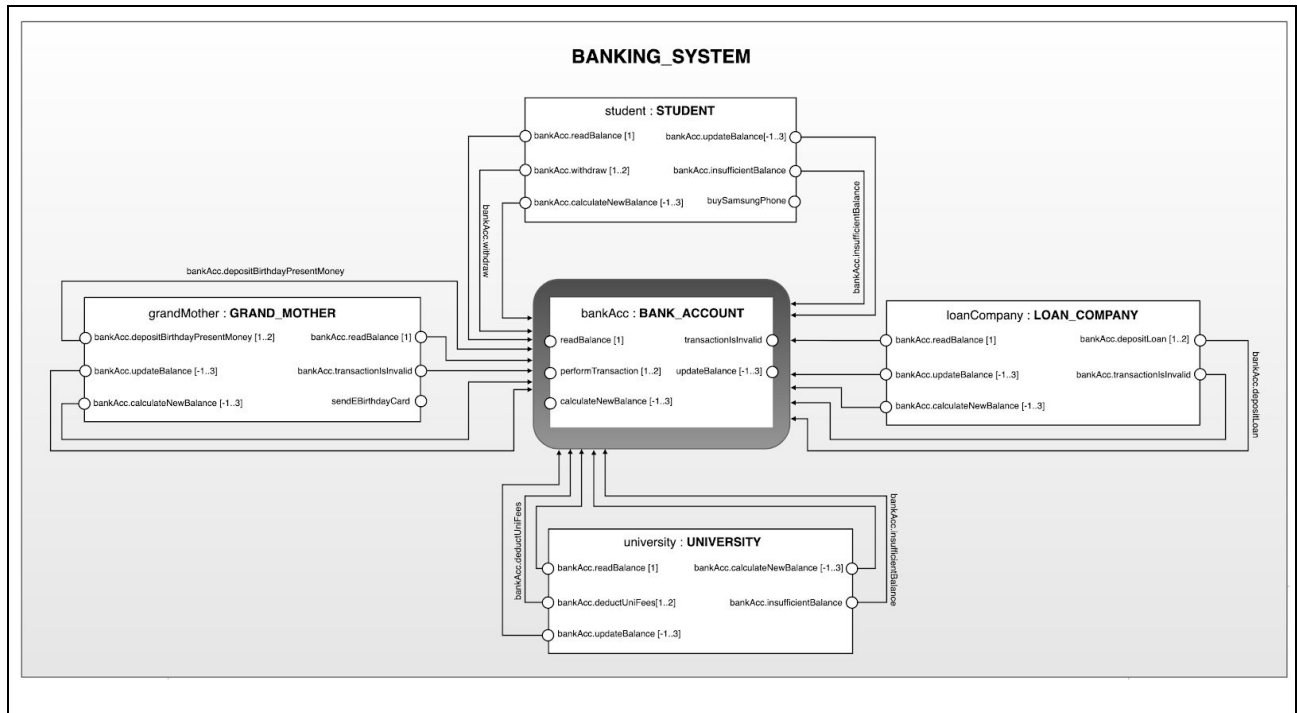 BANKING_SYSTEM
student : STUDENT
bankAcc.readBalance [1]
bankAcc.updateBalance[-1..3]
bankAcc.withdraw [1..2]
bankAcc.insufficientBalance
bankAcc.calculateNewBalance [-1..3]
buySamsungPhone
bankAcc.withdraw
bankAcc.insufficientBalance
bankAcc.depositBirthdayPresentMoney
grandMother : GRAND_MOTHER
bankAcc.depositBirthdayPresentMoney [1..2]
bankAcc.readBalance [1]
bankAcc.updateBalance [-1..3]
bankAcc.transactionIsInvalid
bankAcc.calculateNewBalance [-1..3]
sendEBirthdayCard
bankAcc : BANK_ACCOUNT
readBalance [1]
transactionIsInvalid
performTransaction [1..2]
updateBalance [-1..3]
calculateNewBalance [-1..3]
loanCompany : LOAN_COMPANY
bankAcc.readBalance [1]
bankAcc.depositLoan [1..2]
bankAcc.updateBalance [-1..3]
bankAcc.transactionIsInvalid
bankAcc.calculateNewBalance [-1..3]
bankAcc.depositLoan
bankAcc.deductUniFees
bankAcc.insufficientBalance
university : UNIVERSITY
bankAcc.readBalance [1]
bankAcc.calculateNewBalance [-1..3]
bankAcc.deductUniFees[1..2]
bankAcc.insufficientBalance
bankAcc.updateBalance [-1..3]